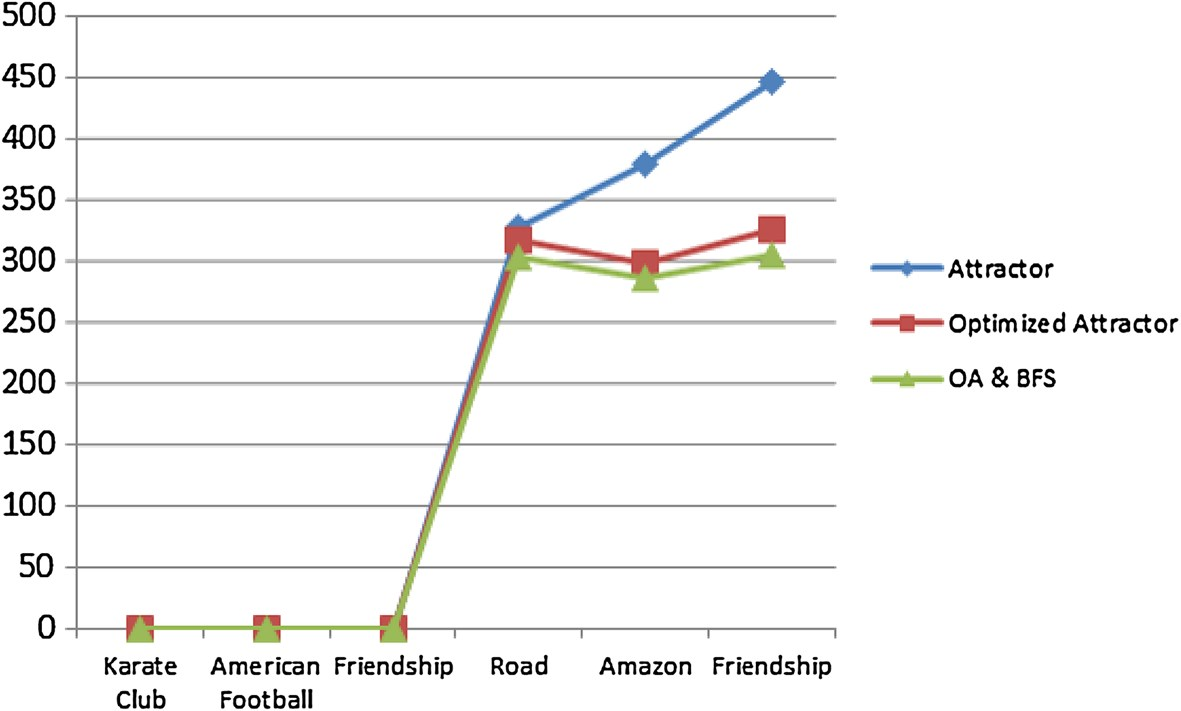 500
450
400
350
300
250
200
150
100
50
0
Karate Club
American Football
Friendship
Road
Amazon
Friendship
Attractor
Optimized Attractor
OA & BFS